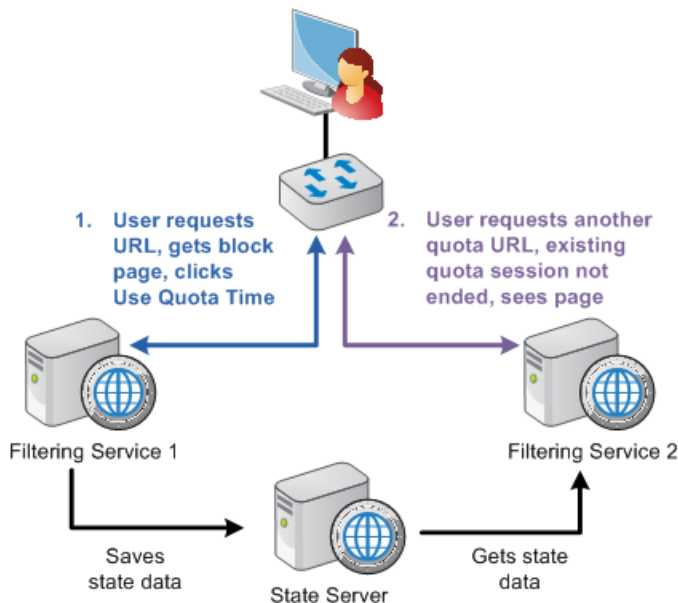 1. User requests
URL, gets block
page, clicks
Use Quota Time
2. User requests another
quota URL, existing
quota session not
ended, sees page
Filtering Service 1
Filtering Service 2
Saves
state data
State Server
Gets state
data